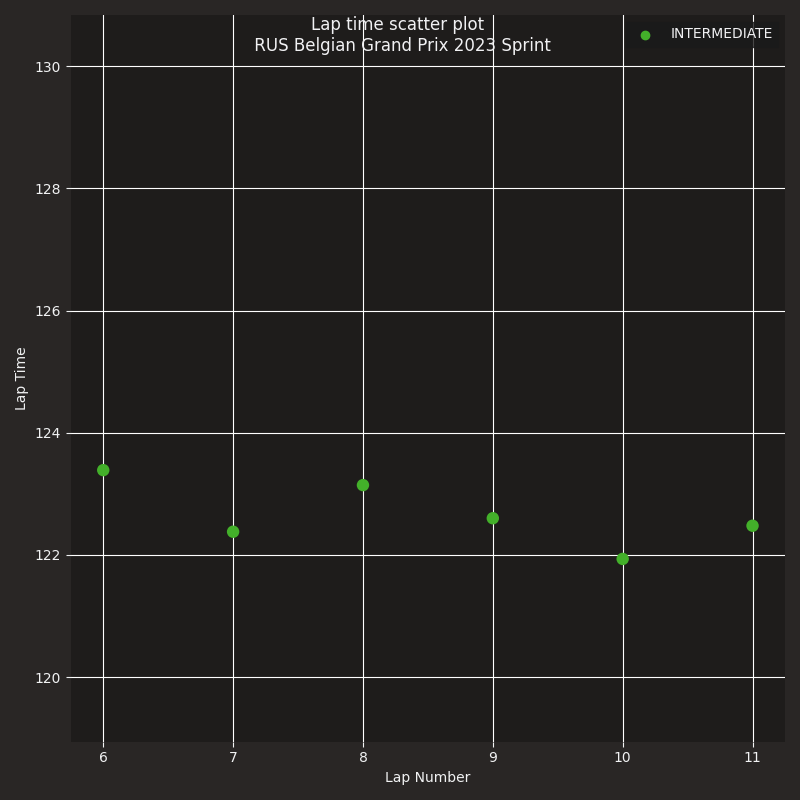 Lap time scatter plot
RUS Belgian Grand Prix 2023 Sprint
INTERMEDIATE
130
128
126
124
122
120
Lap Time
6 7 8 9 10 11
Lap Number